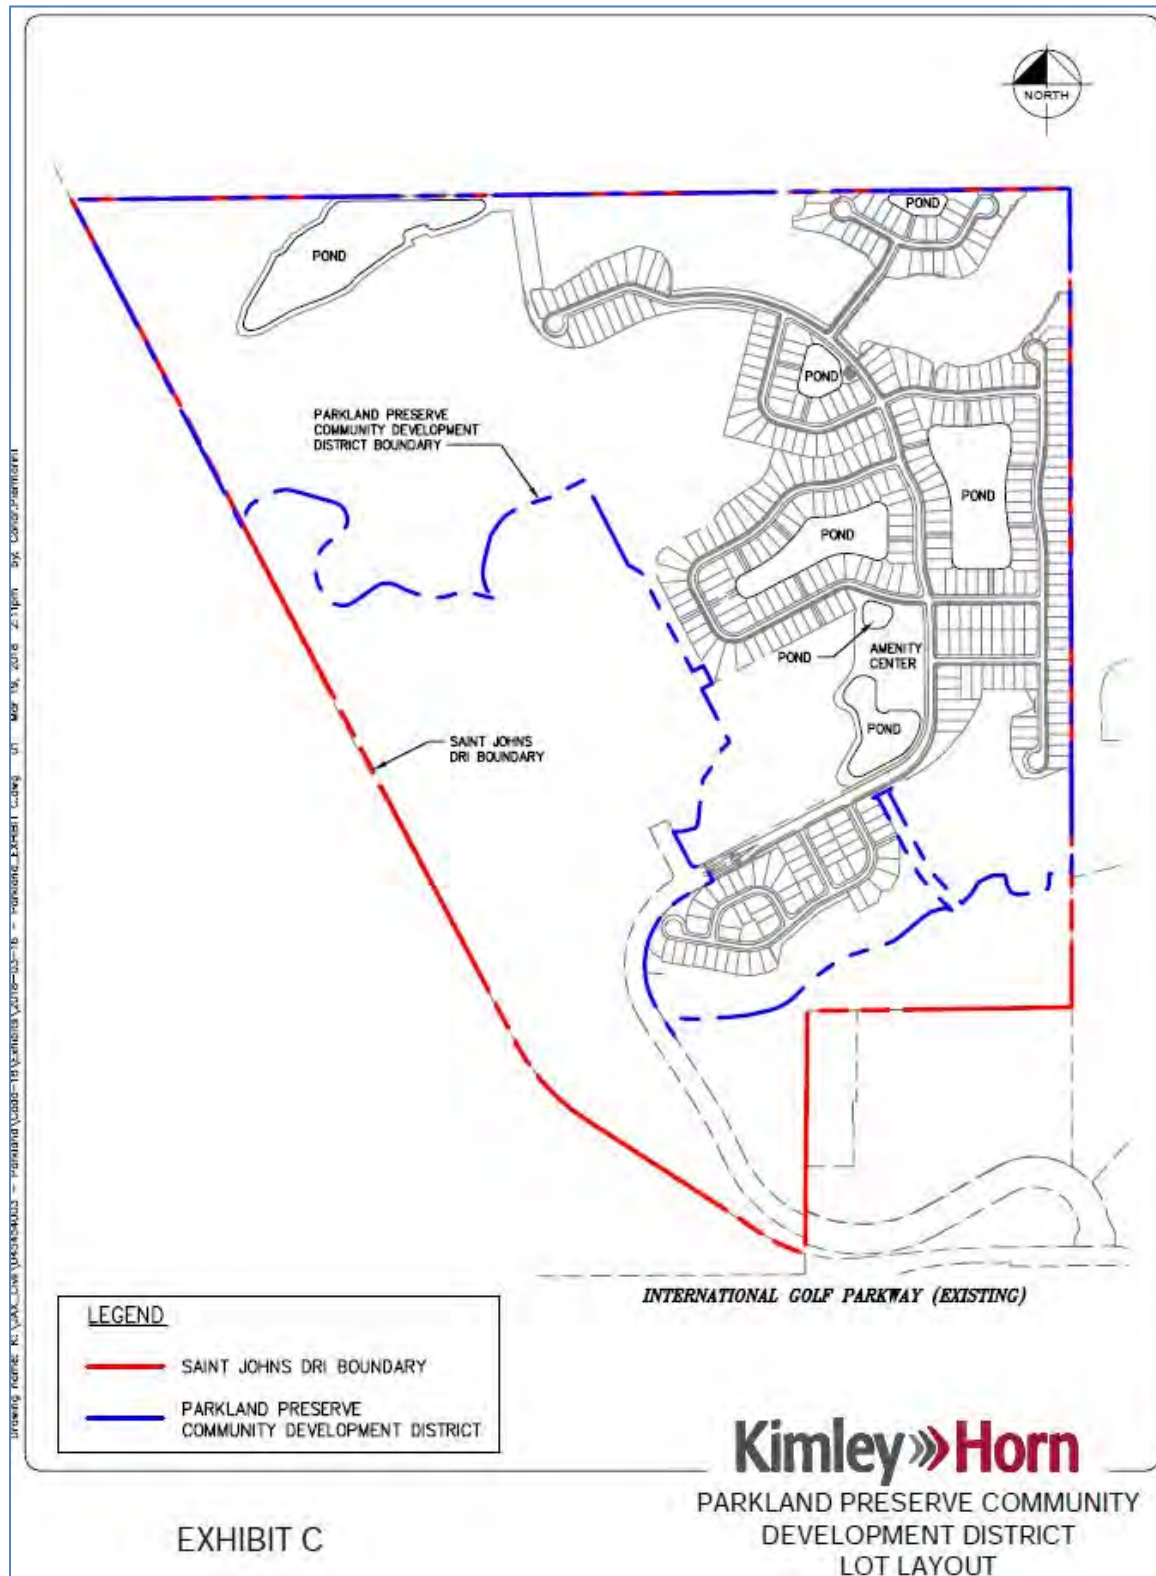 NORTH
POND
POND
POND
PARKLAND PRESERVE
COMMUNITY DEVELOPMENT
DISTRICT BOUNDARY
POND
POND
POND
AMENITY
CENTER
POND
SAINT JOHNS
DRI BOUNDARY
INTERNATIONAL GOLF PARKWAY (EXISTING)
LEGEND
SAINT JOHNS DRI BOUNDARY
PARKLAND PRESERVE
COMMUNITY DEVELOPMENT DISTRICT
Kimley»Horn
PARKLAND PRESERVE COMMUNITY
DEVELOPMENT DISTRICT
LOT LAYOUT
EXHIBIT C